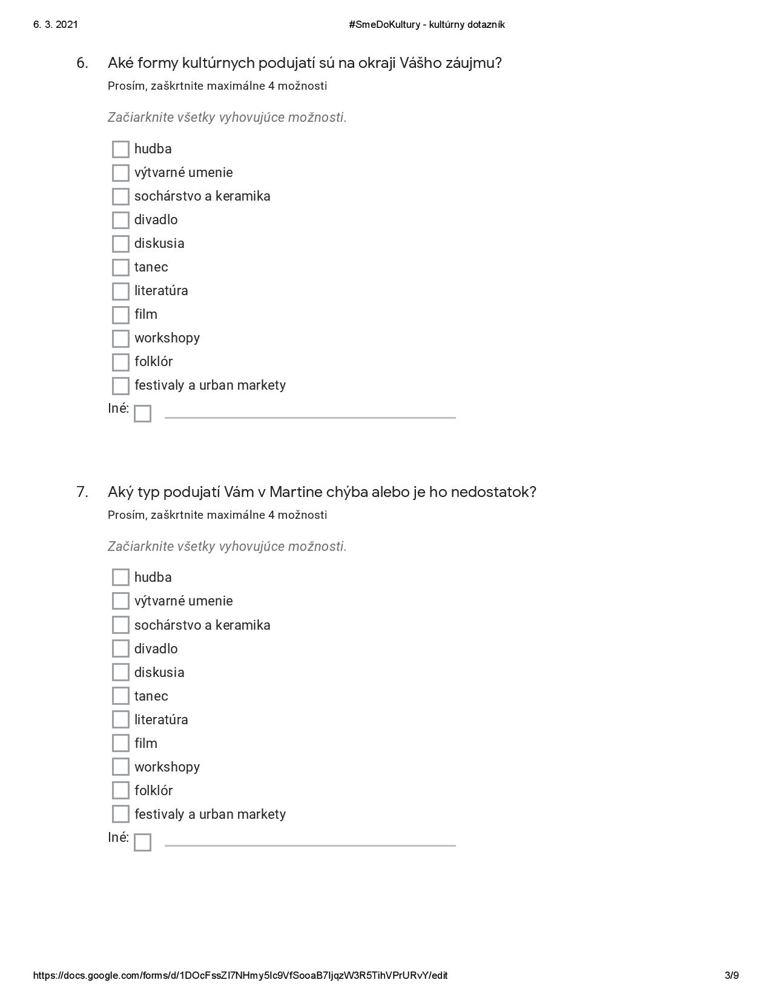 6. 3. 2021 #SmeDoKultury - kultúrny dotazník
6. Aké formy kultúrnych podujatí sú na okraji Vášho záujmu?
Prosím, zaškrtnite maximálne 4 možnosti
Začiarknite všetky vyhovujúce možnosti.
hudba
výtvarné umenie
sochárstvo a keramika
divadlo
diskusia
tanec
literatúra
film
workshopy
folklór
festivaly a urban markety
Iné:
7. Aký typ podujatí Vám v Martine chýba alebo je ho nedostatok?
Prosím, zaškrtnite maximálne 4 možnosti
Začiarknite všetky vyhovujúce možnosti.
hudba
výtvarné umenie
sochárstvo a keramika
divadlo
diskusia
tanec
literatúra
film
workshopy
folklór
festivaly a urban markety
Iné:
https://docs.google.com/forms/d/1DOcFssZI7NHmy5Ic9VfSooaB7IjqzW3R5TihVPrURvY/edit 3/9